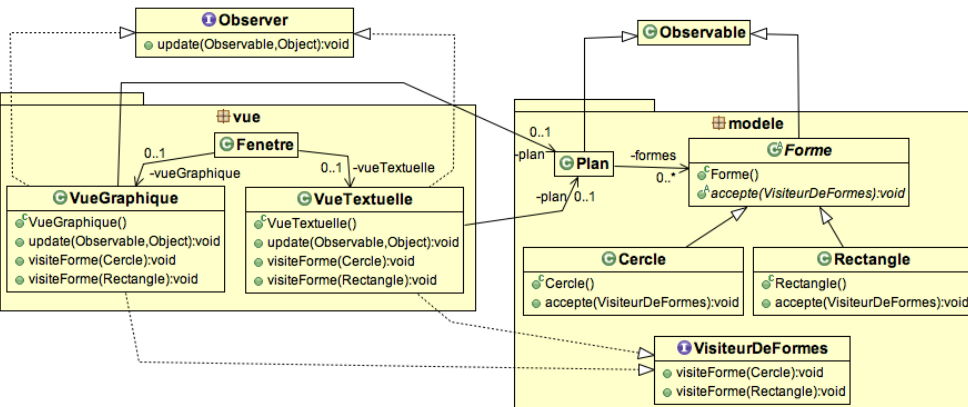 Observer
update(Observable,Object):void
Observable
vue
Fenetre
0..1
-vueGraphique
0..1
-vueTextuelle
VueGraphique
VueGraphique()
update(Observable,Object):void
visiteForme(Cercle):void
visiteForme(Rectangle):void
VueTextuelle
VueTextuelle()
update(Observable,Object):void
visiteForme(Cercle):void
visiteForme(Rectangle):void
modele
0..1
-plan
Plan
-plan
0..1
-formes
0..*
Forme
Forme()
accepte(VisiteurDeFormes):void
Cercle
Cercle()
accepte(VisiteurDeFormes):void
Rectangle
Rectangle()
accepte(VisiteurDeFormes):void
VisiteurDeFormes
visiteForme(Cercle):void
visiteForme(Rectangle):void